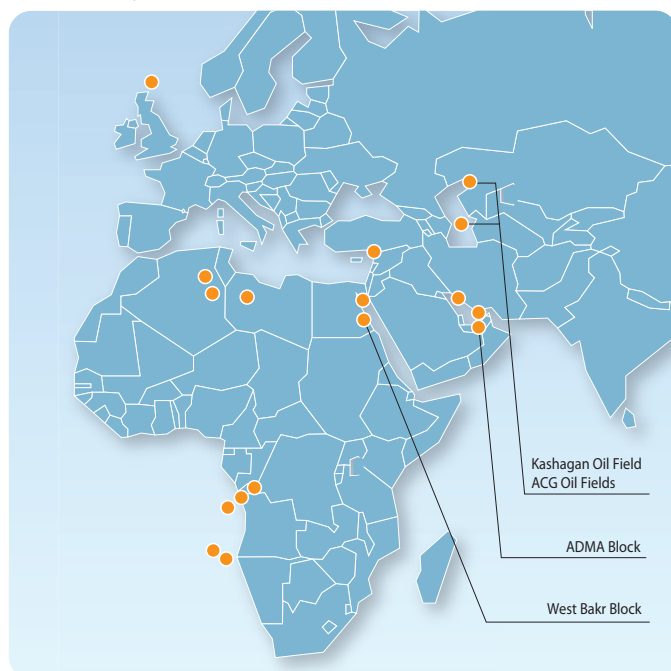 Kashagan Oil Field
ACG Oil Fields
ADMA Block
West Bakr Block